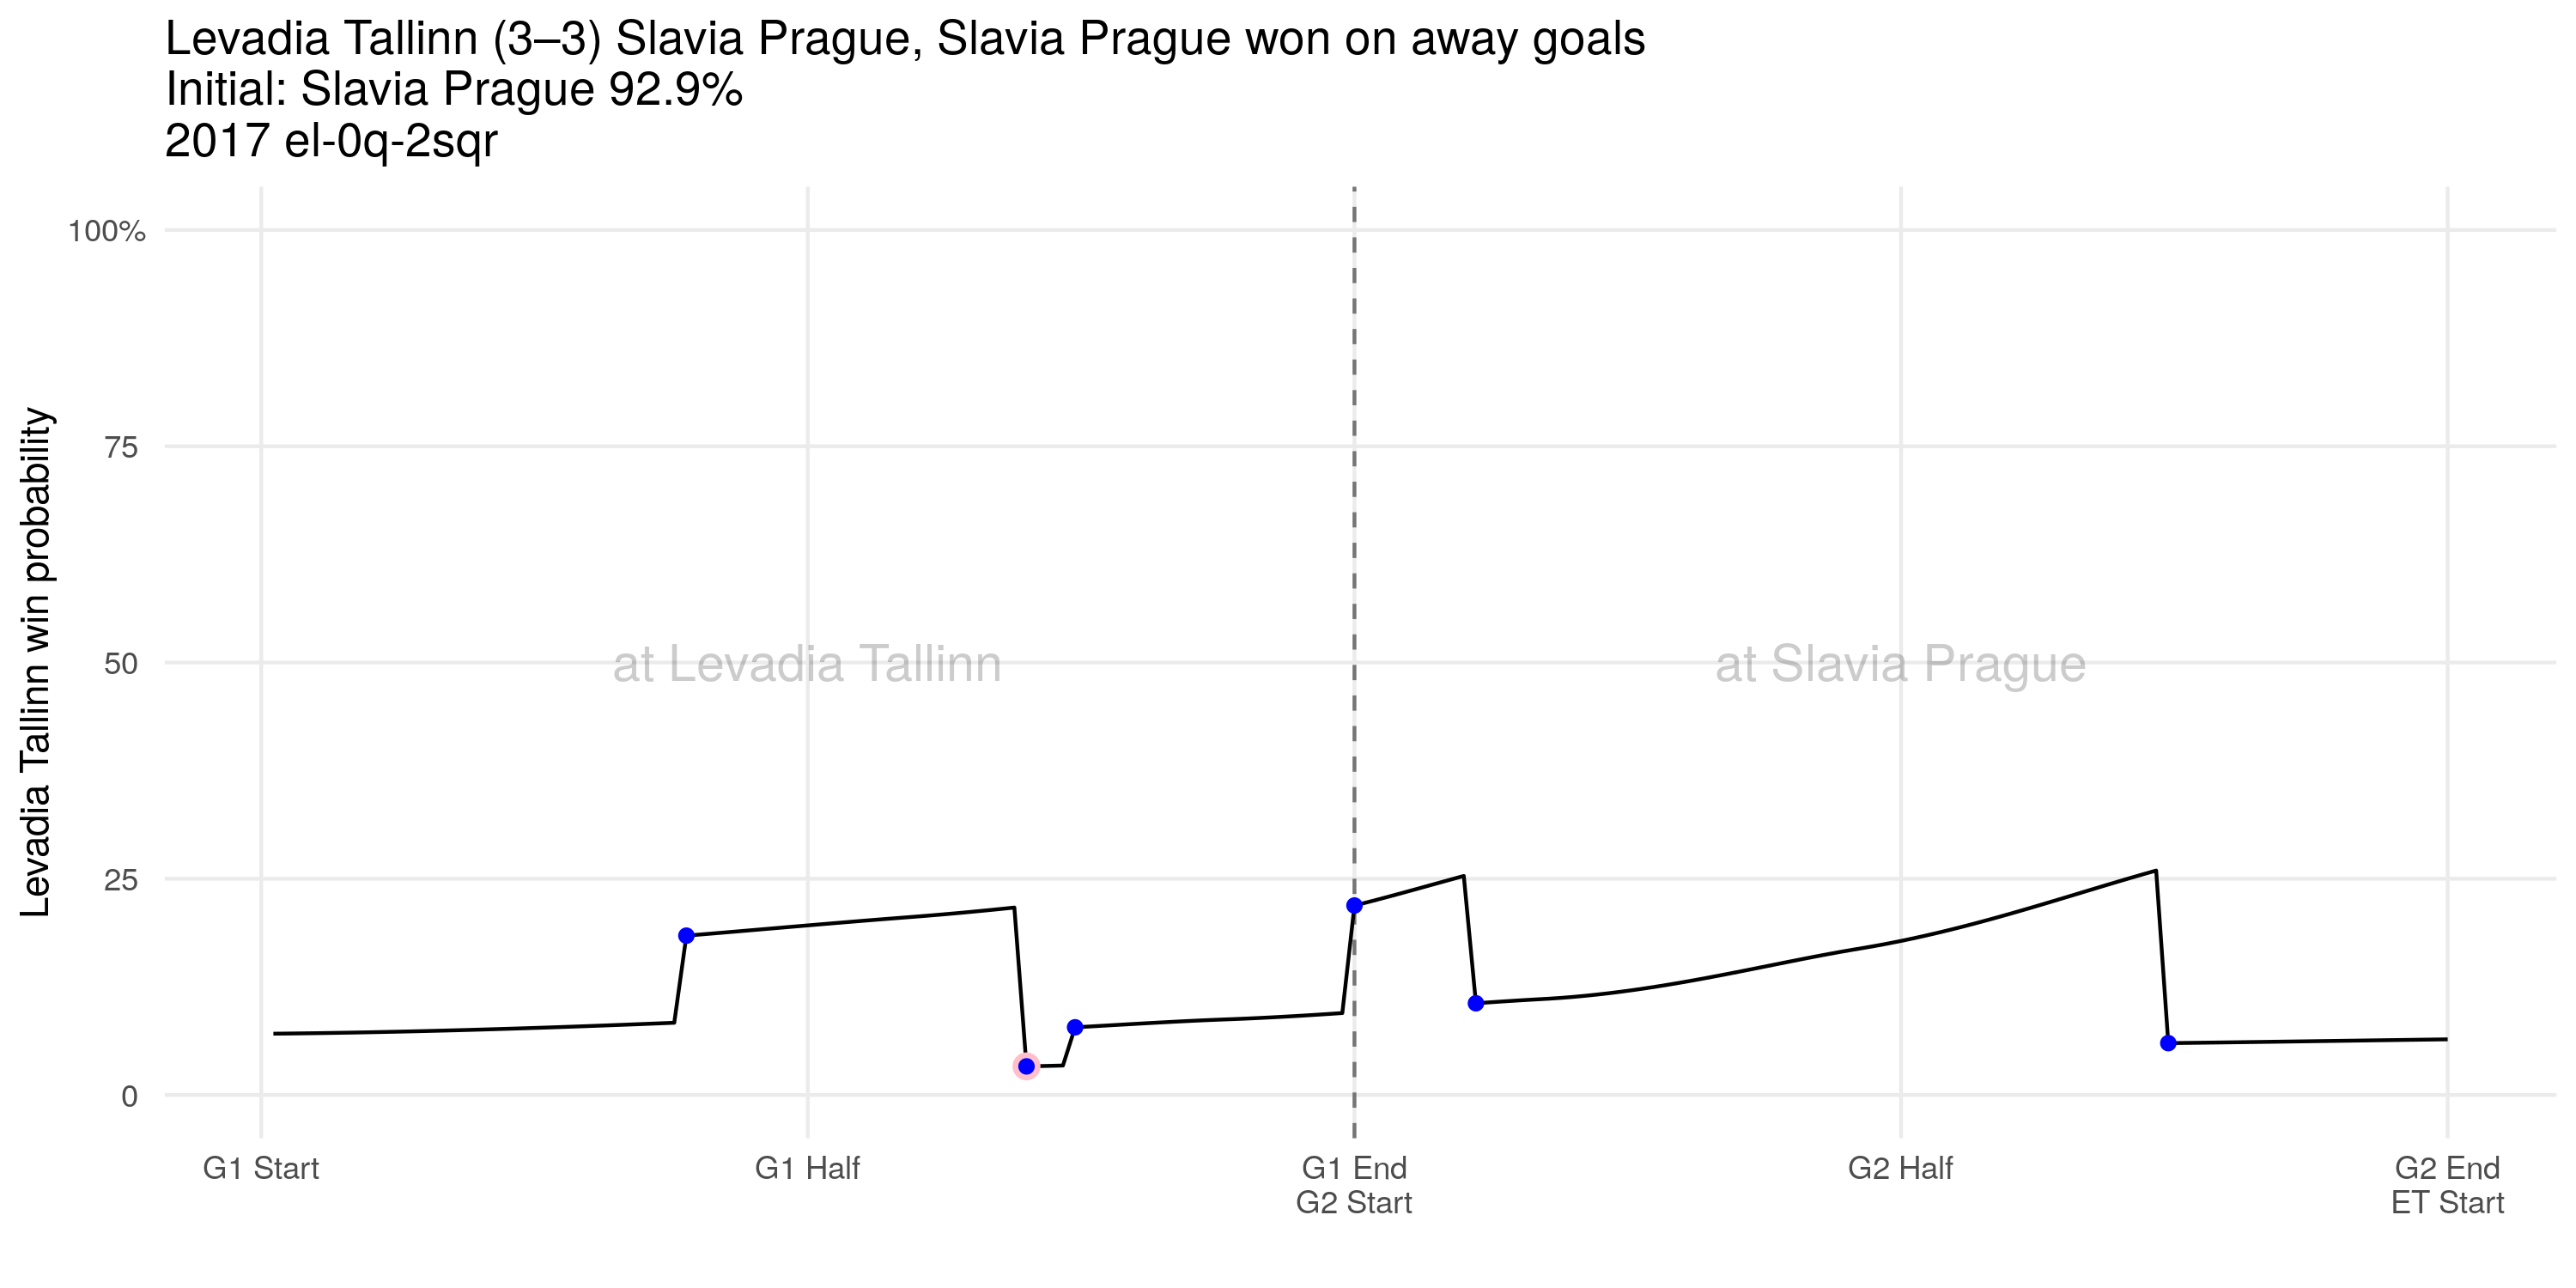 Levadia Tallinn (3–3) Slavia Prague, Slavia Prague won on away goals
Initial: Slavia Prague 92.9%
2017 el-0q-2sqr
Levadia Tallinn win probability
100%
75
50
25
0
at Levadia Tallinn
at Slavia Prague
G1 Start
G1 Half
G1 End
G2 Start
G2 Half
G2 End
ET Start